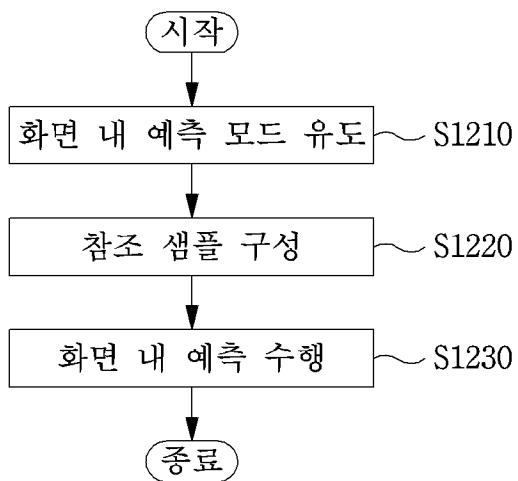 시작
화면 내 예측 모드 유도 S1210
참조 샘플 구성 S1220
화면 내 예측 수행 S1230
종료